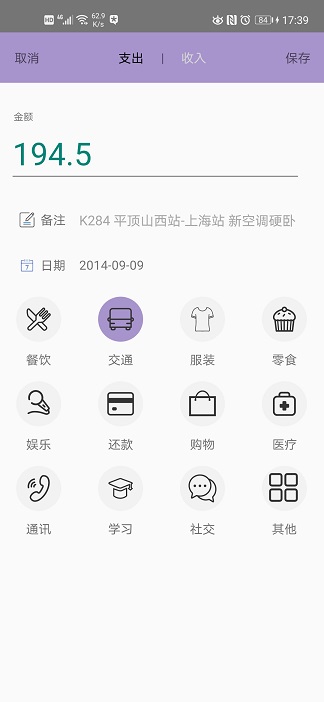 HD 4G 62.9 K/s N 84 17:39
取消 支出 | 收入 保存
金额
194.5
备注 K284 平顶山西站-上海站 新空调硬卧
7 日期 2014-09-09
餐饮 交通 服装 零食
娱乐 还款 购物 医疗
通讯 学习 社交 其他